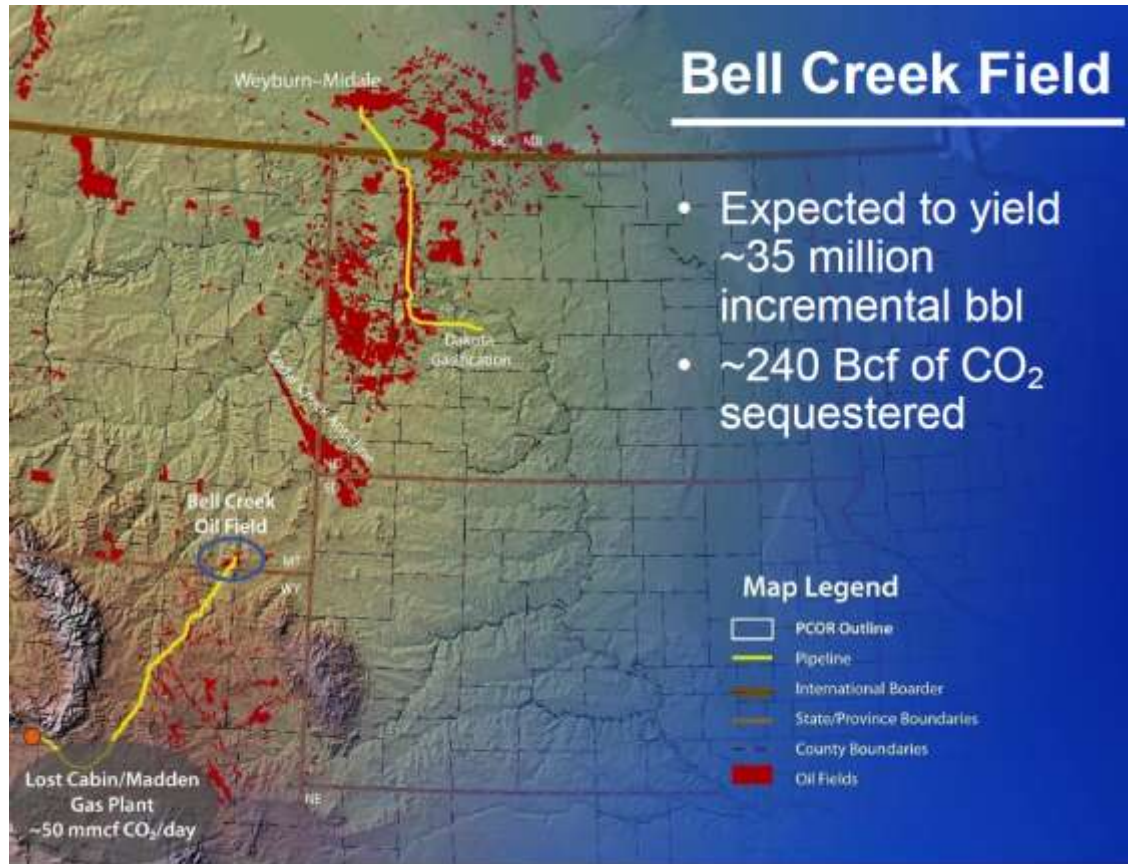 Bell Creek Field
• Expected to yield
~35 million
incremental bbl
• ~240 Bcf of CO₂
sequestered
Weyburn–Midale
SK MB
Dakota
Gasification
ND
Bell Creek
Oil Field
MT
WY
Lost Cabin/Madden
Gas Plant
~50 mmcf CO₂/day
NE
Map Legend
PCOR Outline
Pipeline
International Boarder
State/Province Boundaries
County Boundaries
Oil Fields